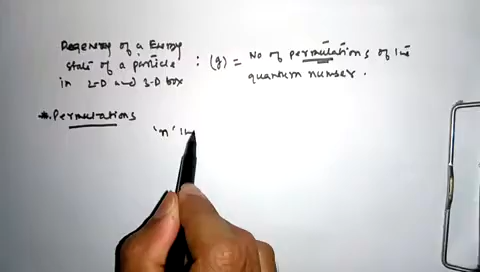 Degeneracy of a Energy
state of a particle : (g) = No of permutations of the
in 2-D and 3-D box quantum number.
#. Permutations
'n'